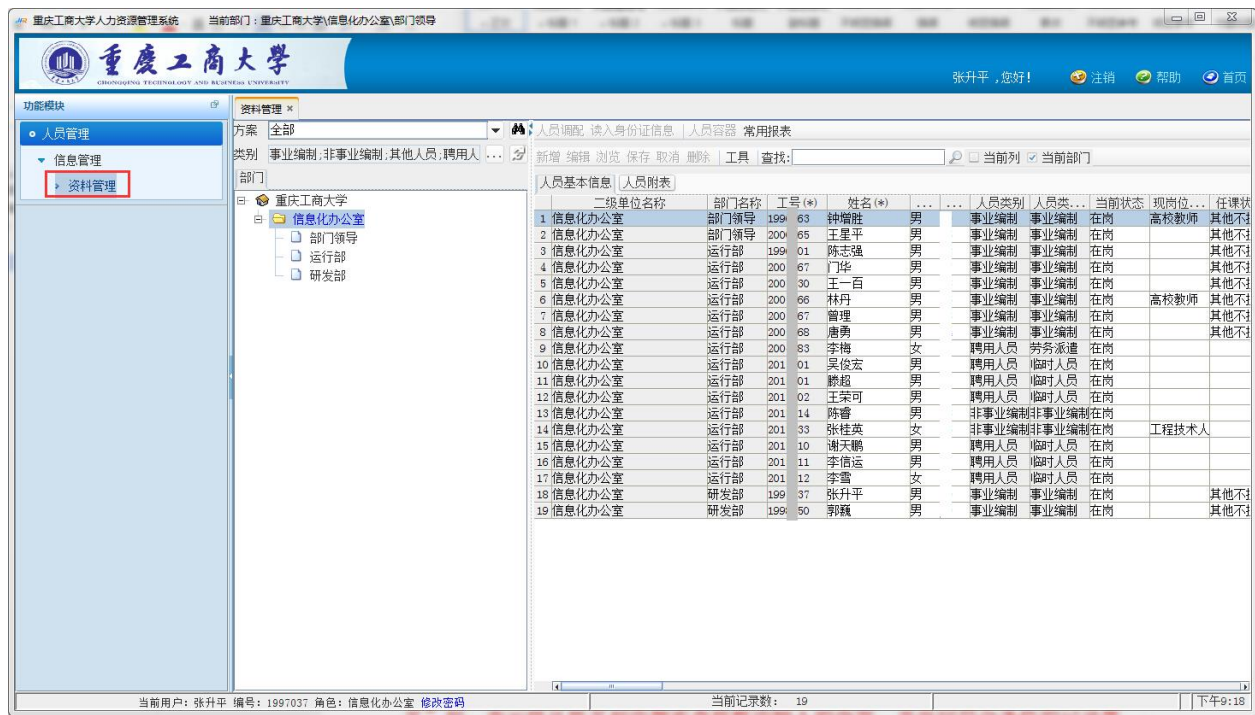 重庆工商大学人力资源管理系统 当前部门：重庆工商大学\信息化办公室\部门领导
重慶工商大學
CHONGQING TECHNOLOGY AND BUSINESS UNIVERSITY
张升平 ,您好! 注销 帮助 首页
功能模块
人员管理
信息管理
资料管理
资料管理 ×
方案 全部
类别 事业编制;非事业编制;其他人员;聘用人 ...
部门
重庆工商大学
信息化办公室
部门领导
运行部
研发部
人员调配 读入身份证信息 人员容器 常用报表
新增 编辑 浏览 保存 取消 删除 工具 查找: 当前列 当前部门
人员基本信息 人员附表
二级单位名称 部门名称 工号(*) 姓名(*) ... ... 人员类别 人员类... 当前状态 现岗位... 任课状
1 信息化办公室 部门领导 199 63 钟增胜 男 事业编制 事业编制 在岗 高校教师 其他不
2 信息化办公室 部门领导 200 65 王星平 男 事业编制 事业编制 在岗 其他不
3 信息化办公室 运行部 199 01 陈志强 男 事业编制 事业编制 在岗 其他不
4 信息化办公室 运行部 200 67 门华 男 事业编制 事业编制 在岗 其他不
5 信息化办公室 运行部 200 30 王一百 男 事业编制 事业编制 在岗 其他不
6 信息化办公室 运行部 200 66 林丹 男 事业编制 事业编制 在岗 高校教师 其他不
7 信息化办公室 运行部 200 67 曾理 男 事业编制 事业编制 在岗 其他不
8 信息化办公室 运行部 200 68 唐勇 男 事业编制 事业编制 在岗 其他不
9 信息化办公室 运行部 200 83 李梅 女 聘用人员 劳务派遣 在岗
10 信息化办公室 运行部 201 01 吴俊宏 男 聘用人员 临时人员 在岗
11 信息化办公室 运行部 201 01 滕超 男 聘用人员 临时人员 在岗
12 信息化办公室 运行部 201 02 王荣可 男 聘用人员 临时人员 在岗
13 信息化办公室 运行部 201 14 陈睿 男 非事业编制 非事业编制 在岗
14 信息化办公室 运行部 201 33 张桂英 女 非事业编制 非事业编制 在岗 工程技术人
15 信息化办公室 运行部 201 10 谢天鹏 男 聘用人员 临时人员 在岗
16 信息化办公室 运行部 201 11 李信运 男 聘用人员 临时人员 在岗
17 信息化办公室 运行部 201 12 李雪 女 聘用人员 临时人员 在岗
18 信息化办公室 研发部 199 37 张升平 男 事业编制 事业编制 在岗 其他不
19 信息化办公室 研发部 199 50 郭巍 男 事业编制 事业编制 在岗 其他不
当前用户: 张升平 编号: 1997037 角色: 信息化办公室 修改密码 当前记录数: 19 下午9:18